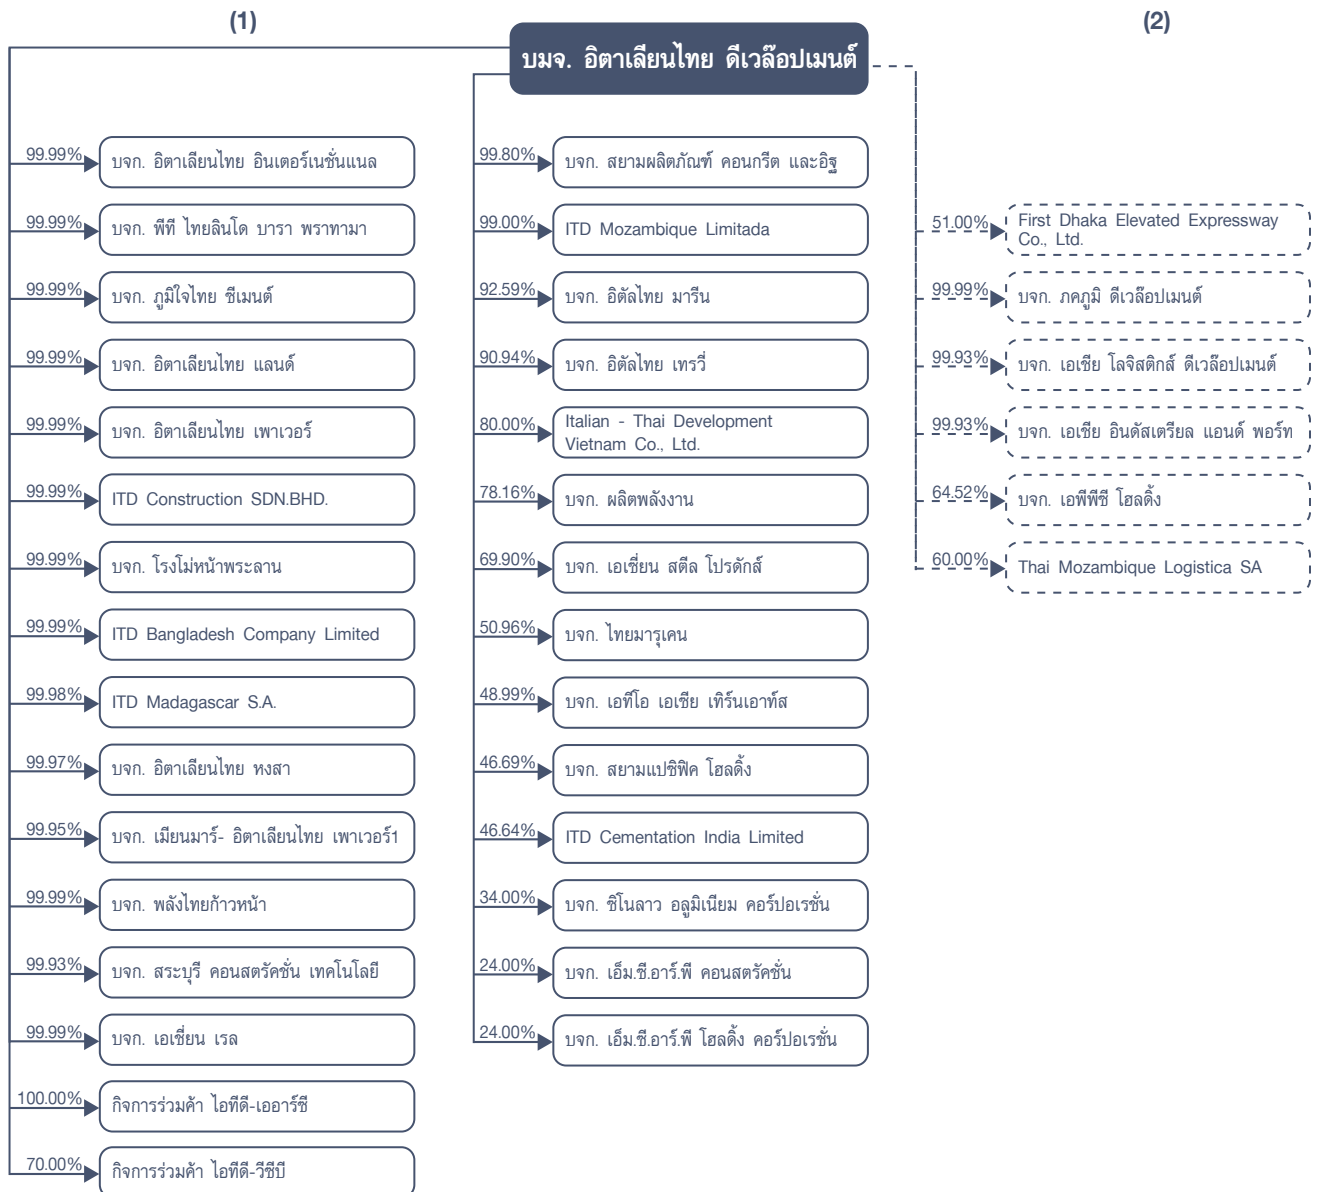 (1)
(2)
บมจ. อิตาเลียนไทย ดีเวล๊อปเมนต์
99.99%
บจก. อิตาเลียนไทย อินเตอร์เนชั่นแนล
99.99%
บจก. พีที ไทยลินโด บารา พราทามา
99.99%
บจก. ภูมิใจไทย ซีเมนต์
99.99%
บจก. อิตาเลียนไทย แลนด์
99.99%
บจก. อิตาเลียนไทย เพาเวอร์
99.99%
ITD Construction SDN.BHD.
99.99%
บจก. โรงโม่หน้าพระลาน
99.99%
ITD Bangladesh Company Limited
99.98%
ITD Madagascar S.A.
99.97%
บจก. อิตาเลียนไทย หงสา
99.95%
บจก. เมียนมาร์- อิตาเลียนไทย เพาเวอร์1
99.99%
บจก. พลังไทยก้าวหน้า
99.93%
บจก. สระบุรี คอนสตรัคชั่น เทคโนโลยี
99.99%
บจก. เอเชี่ยน เรล
100.00%
กิจการร่วมค้า ไอทีดี-เออาร์ซี
70.00%
กิจการร่วมค้า ไอทีดี-วีซีบี
99.80%
บจก. สยามผลิตภัณฑ์ คอนกรีต และอิฐ
99.00%
ITD Mozambique Limitada
92.59%
บจก. อิตัลไทย มารีน
90.94%
บจก. อิตัลไทย เทรวี่
80.00%
Italian - Thai Development
Vietnam Co., Ltd.
78.16%
บจก. ผลิตพลังงาน
69.90%
บจก. เอเชี่ยน สตีล โปรดักส์
50.96%
บจก. ไทยมารุเคน
48.99%
บจก. เอทีโอ เอเชีย เทิร์นเอาท์ส
46.69%
บจก. สยามแปซิฟิค โฮลดิ้ง
46.64%
ITD Cementation India Limited
34.00%
บจก. ซิโนลาว อลูมิเนียม คอร์ปอเรชั่น
24.00%
บจก. เอ็ม.ซี.อาร์.พี คอนสตรัคชั่น
24.00%
บจก. เอ็ม.ซี.อาร์.พี โฮลดิ้ง คอร์ปอเรชั่น
51.00%
First Dhaka Elevated Expressway
Co., Ltd.
99.99%
บจก. ภคภูมิ ดีเวล๊อปเมนต์
99.93%
บจก. เอเชีย โลจิสติกส์ ดีเวล๊อปเมนต์
99.93%
บจก. เอเชีย อินดัสเตรียล แอนด์ พอร์ท
64.52%
บจก. เอพีพีซี โฮลดิ้ง
60.00%
Thai Mozambique Logistica SA